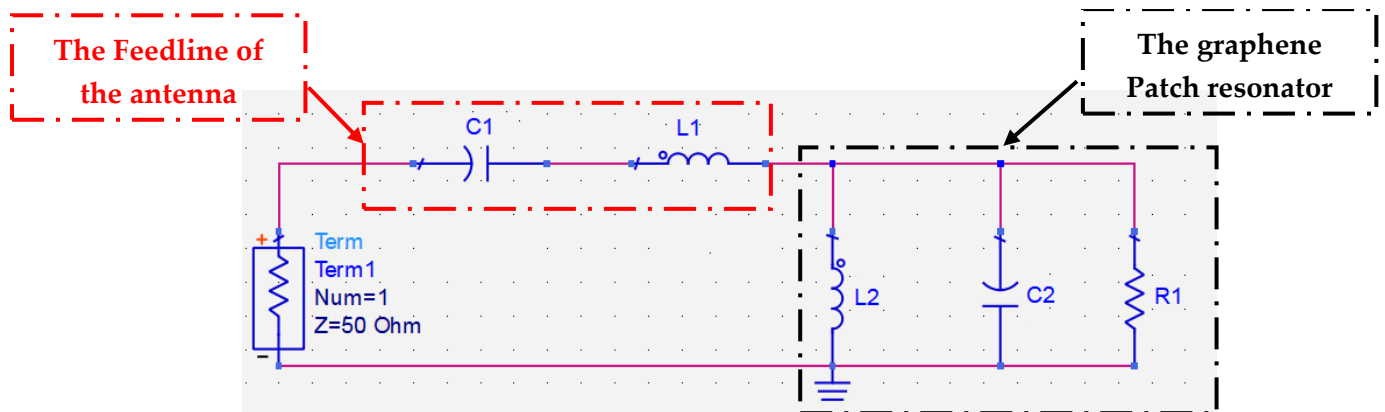 The Feedline of
the antenna
The graphene
Patch resonator
C1
L1
+
Term
Term1
Num=1
Z=50 Ohm
-
L2
C2
R1